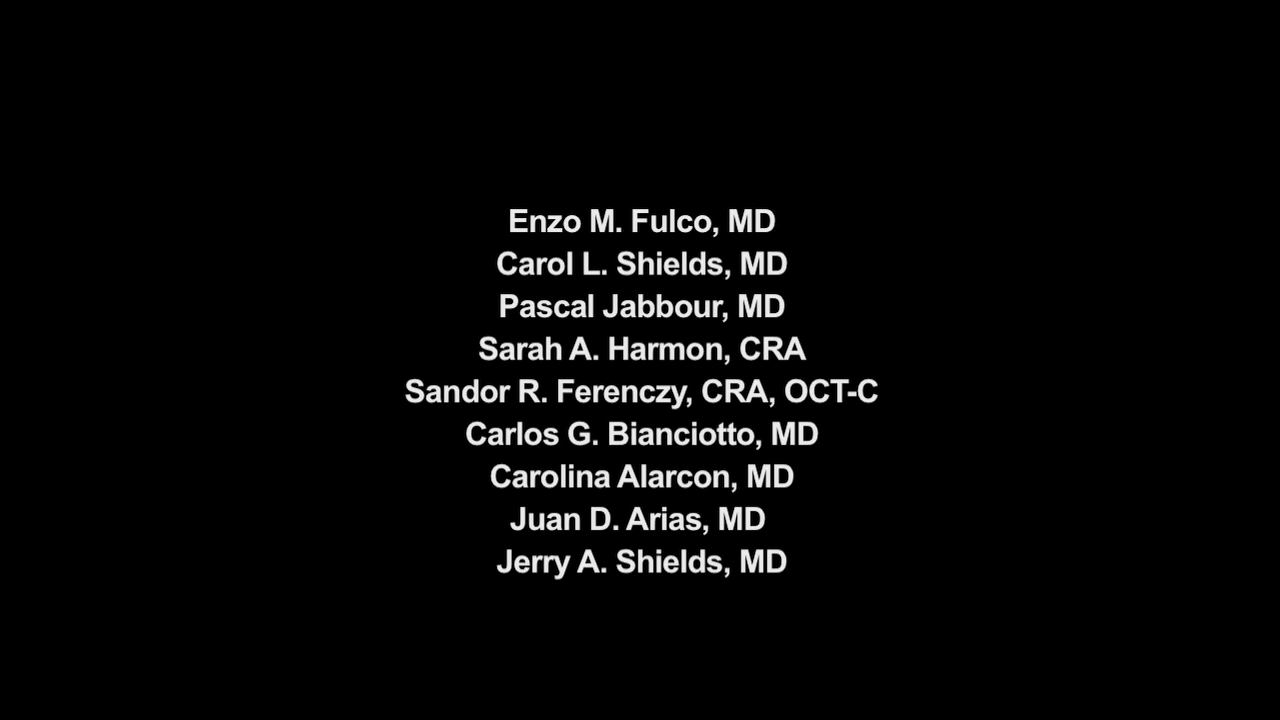 Enzo M. Fulco, MD
Carol L. Shields, MD
Pascal Jabbour, MD
Sarah A. Harmon, CRA
Sandor R. Ferenczy, CRA, OCT-C
Carlos G. Bianciotto, MD
Carolina Alarcon, MD
Juan D. Arias, MD
Jerry A. Shields, MD